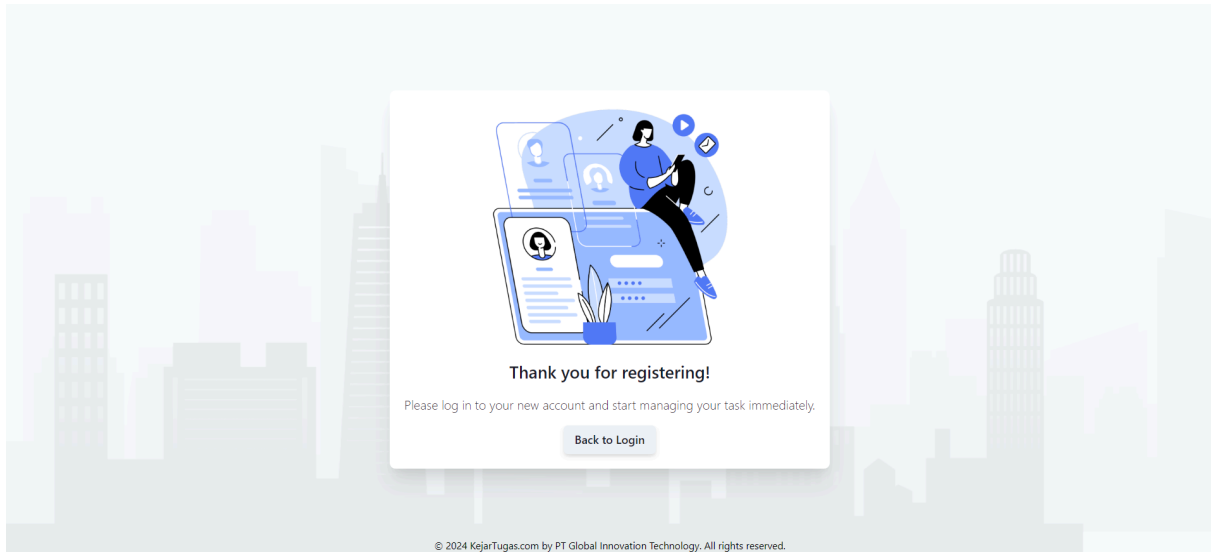 Thank you for registering!
Please log in to your new account and start managing your task immediately.
Back to Login
© 2024 KejarTugas.com by PT Global Innovation Technology. All rights reserved.